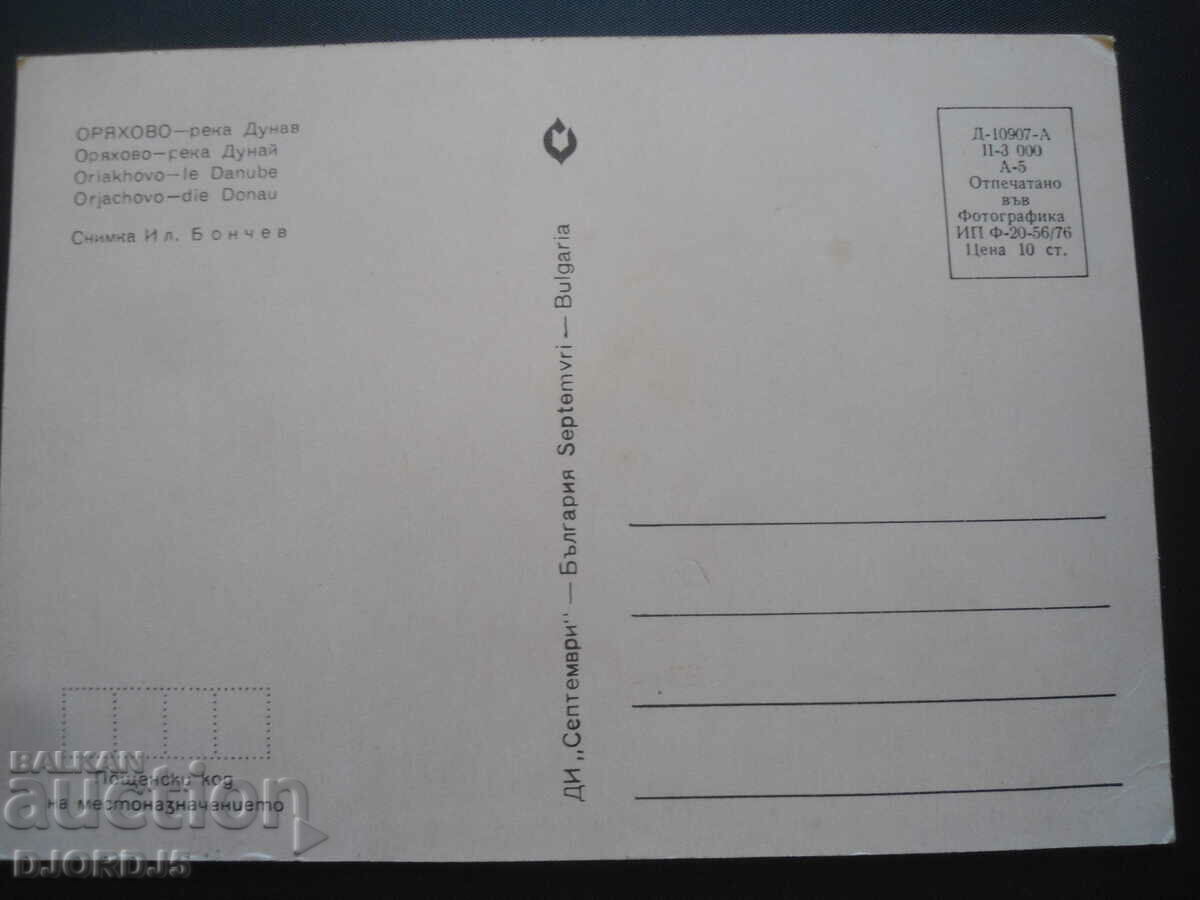 ОРЯХОВО—река Дунав
Оряхово—река Дунай
Oriakhovo—le Danube
Orjachovo—die Donau
Снимка Ил. Бончев
ДИ „Септември" — България Septemvri — Bulgaria
Д-10907-А
II-3 000
А-5
Отпечатано
във
Фотографика
ИП Ф-20-56/76
Цена 10 ст.
Пощенски код
на местоназначението
BALKAN
auction
DJORDJ5